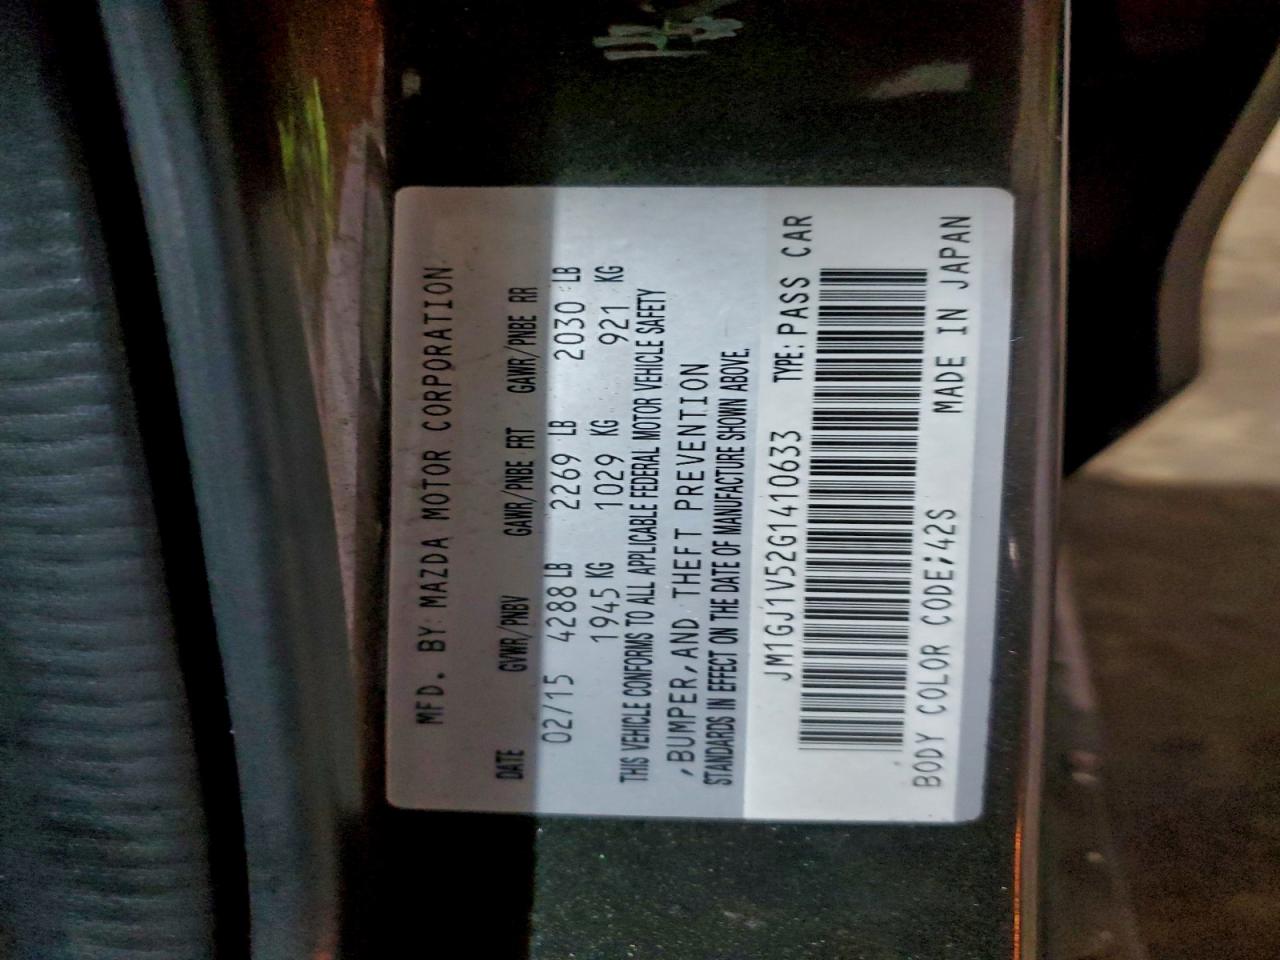 MFD. BY MAZDA MOTOR CORPORATION
DATE GVWR/PNBV GAWR/PNBE FRT GAWR/PNBE RR
02/15 4288 LB 2269 LB 2030 LB
1945 KG 1029 KG 921 KG
THIS VEHICLE CONFORMS TO ALL APPLICABLE FEDERAL MOTOR VEHICLE SAFETY
,BUMPER,AND THEFT PREVENTION
STANDARDS IN EFFECT ON THE DATE OF MANUFACTURE SHOWN ABOVE.
JM1GJ1V52G1410633 TYPE: PASS CAR
BODY COLOR CODE;42S MADE IN JAPAN